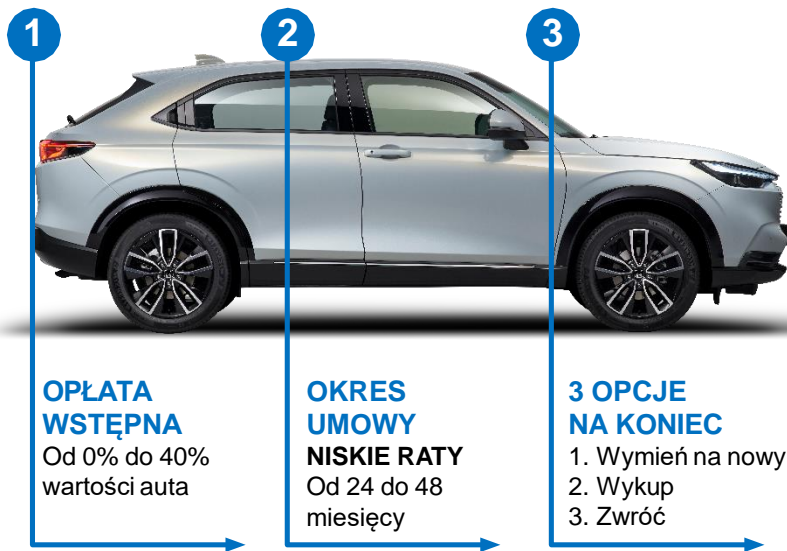 1
2
3
OPŁATA
WSTĘPNA
Od 0% do 40%
wartości auta
OKRES
UMOWY
NISKIE RATY
Od 24 do 48
miesięcy
3 OPCJE
NA KONIEC
1. Wymień na nowy
2. Wykup
3. Zwróć